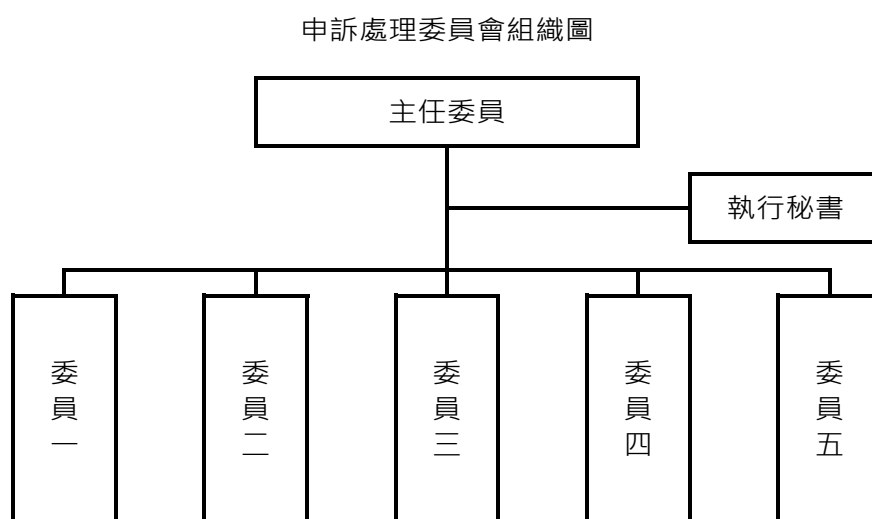 申訴處理委員會組織圖
主任委員
執行秘書
委員一
委員二
委員三
委員四
委員五